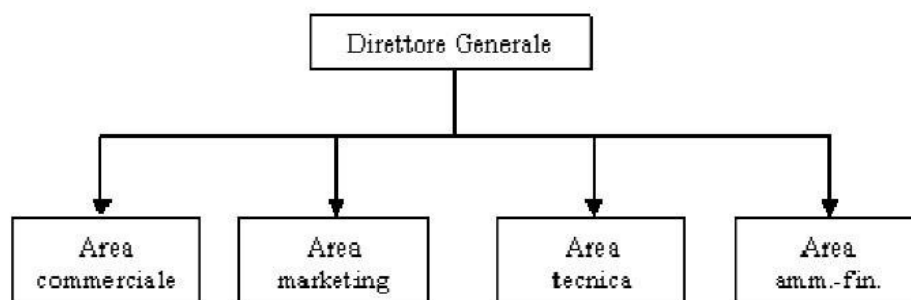 Direttore Generale
Area
commerciale
Area
marketing
Area
tecnica
Area
amm.-fin.